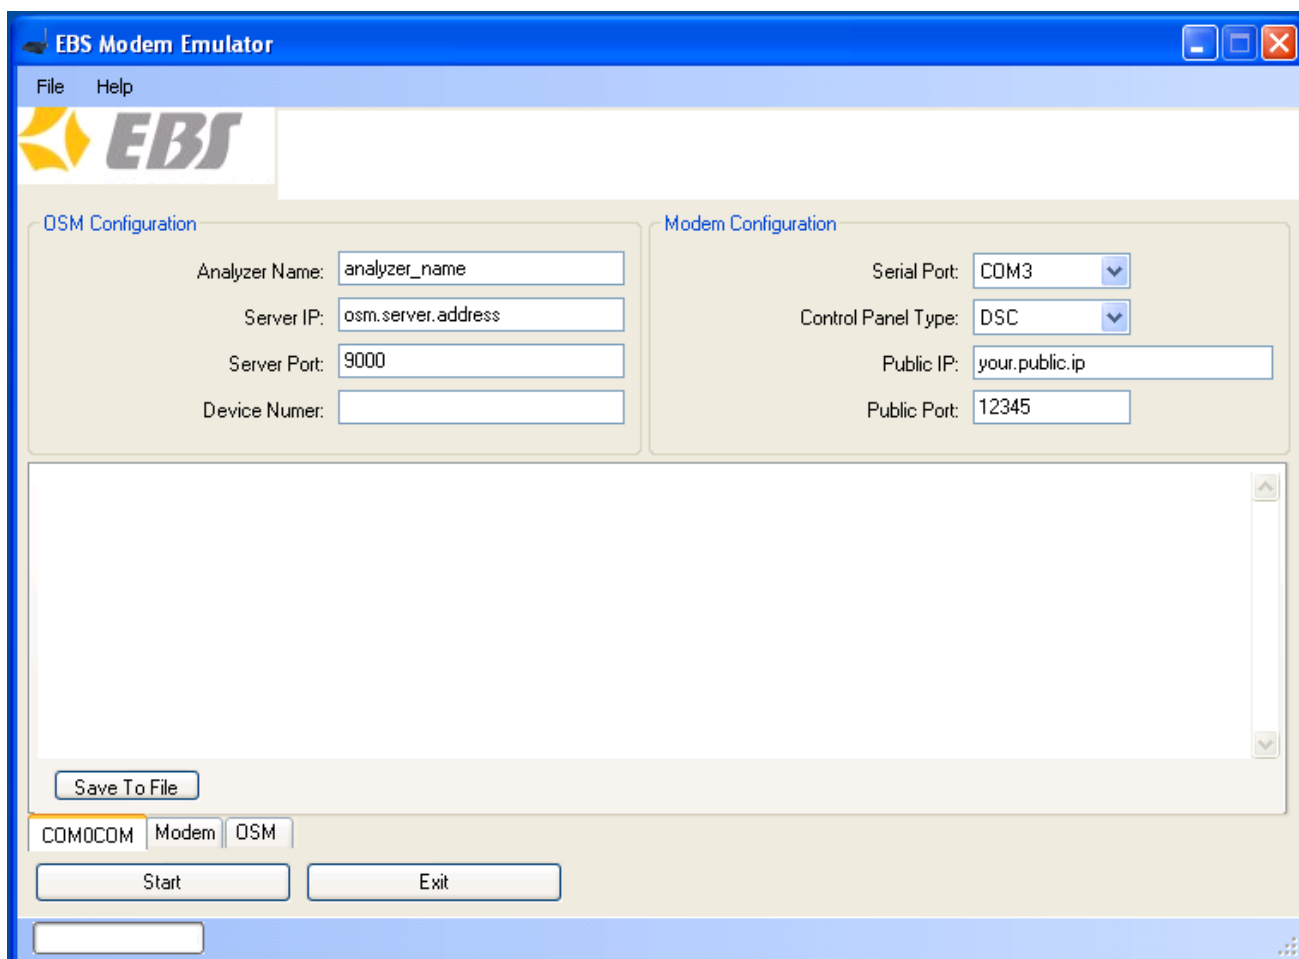 EBS Modem Emulator
File Help
EBS
OSM Configuration
Analyzer Name: analyzer_name
Server IP: osm.server.address
Server Port: 9000
Device Numer:
Modem Configuration
Serial Port: COM3
Control Panel Type: DSC
Public IP: your.public.ip
Public Port: 12345
Save To File
COM0COM Modem OSM
Start Exit